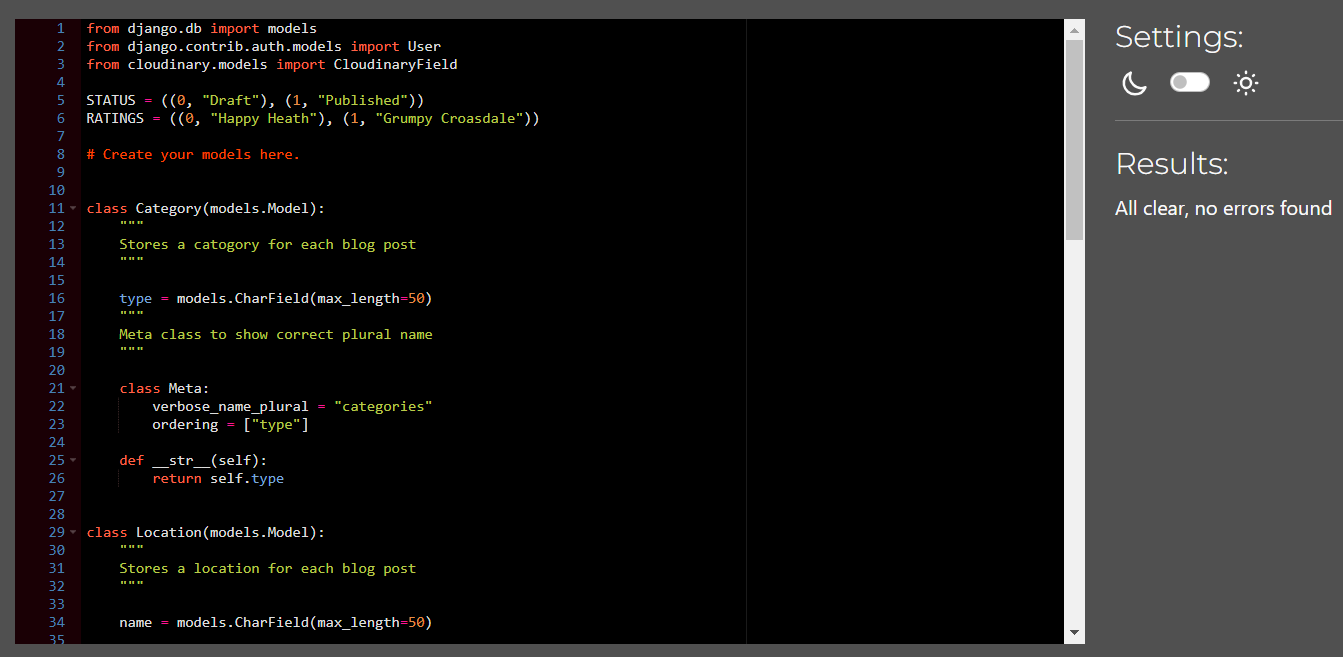 1 from django.db import models
2 from django.contrib.auth.models import User
3 from cloudinary.models import CloudinaryField
4
5 STATUS = ((0, "Draft"), (1, "Published"))
6 RATINGS = ((0, "Happy Heath"), (1, "Grumpy Croasdale"))
7
8 # Create your models here.
9
10
11 class Category(models.Model):
12     """
13     Stores a catogory for each blog post
14     """
15
16     type = models.CharField(max_length=50)
17     """
18     Meta class to show correct plural name
19     """
20
21     class Meta:
22         verbose_name_plural = "categories"
23         ordering = ["type"]
24
25     def __str__(self):
26         return self.type
27
28
29 class Location(models.Model):
30     """
31     Stores a location for each blog post
32     """
33
34     name = models.CharField(max_length=50)
35
Settings:
Results:
All clear, no errors found